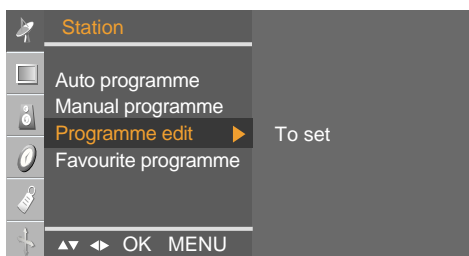 Station
Auto programme
Manual programme
Programme edit To set
Favourite programme
OK MENU